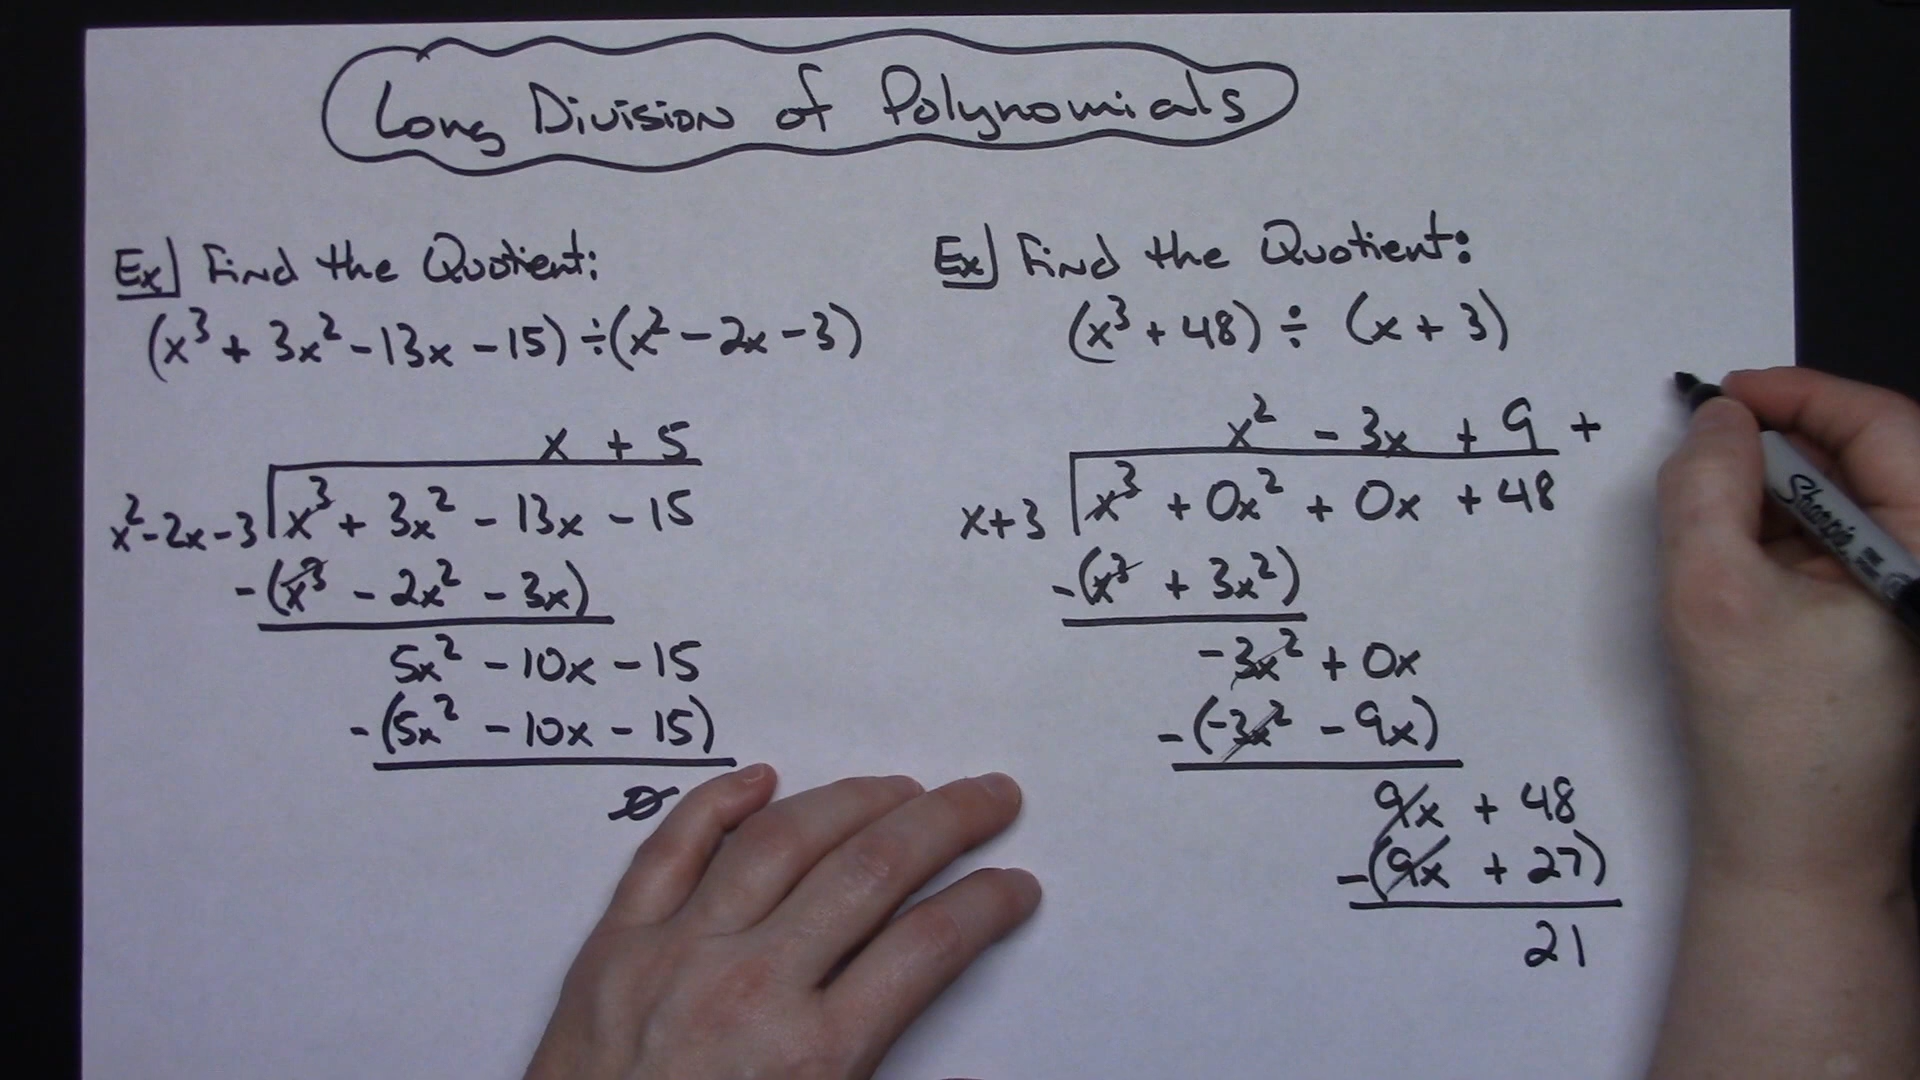 Long Division of Polynomials
Ex] Find the Quotient:
(x³ + 3x² - 13x - 15) ÷ (x² - 2x - 3)
x + 5
x² - 2x - 3 x³ + 3x² - 13x - 15
-(x³ - 2x² - 3x)
5x² - 10x - 15
-(5x² - 10x - 15)
0
Ex] Find the Quotient:
(x³ + 48) ÷ (x + 3)
x² - 3x + 9 +
x+3 x³ + 0x² + 0x + 48
-(x³ + 3x²)
-3x² + 0x
-(-3x² - 9x)
9x + 48
-(9x + 27)
21
Sharpie